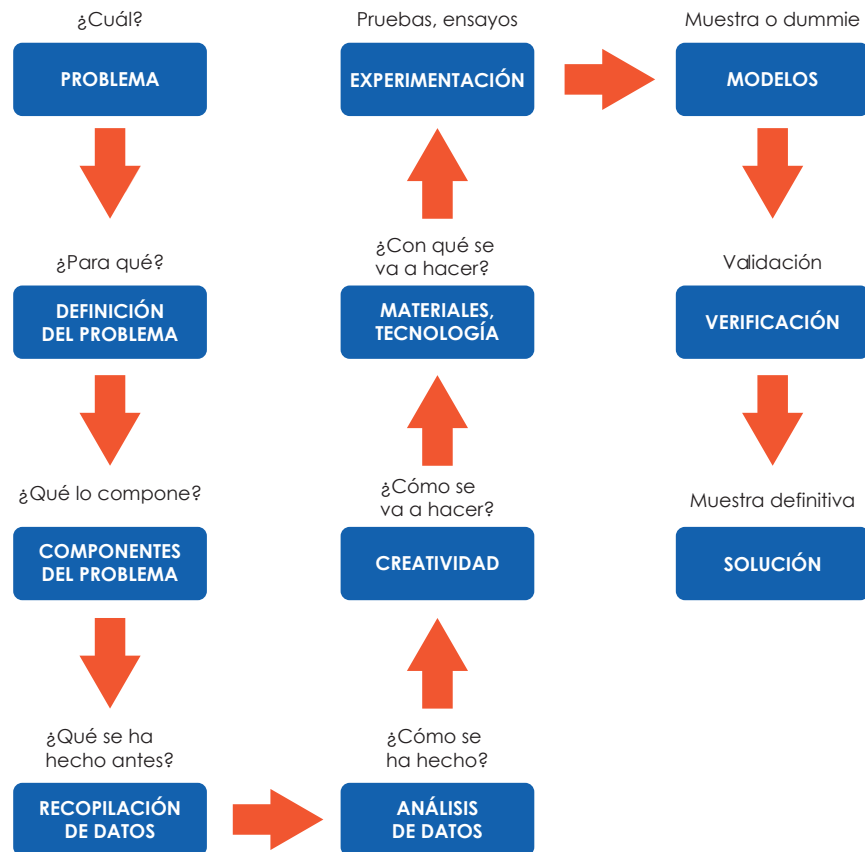 ¿Cuál?
PROBLEMA
¿Para qué?
DEFINICIÓN
DEL PROBLEMA
¿Qué lo compone?
COMPONENTES
DEL PROBLEMA
¿Qué se ha
hecho antes?
RECOPILACIÓN
DE DATOS
¿Cómo se
ha hecho?
ANÁLISIS
DE DATOS
¿Cómo se
va a hacer?
CREATIVIDAD
¿Con qué se
va a hacer?
MATERIALES,
TECNOLOGÍA
Pruebas, ensayos
EXPERIMENTACIÓN
Muestra o dummie
MODELOS
Validación
VERIFICACIÓN
Muestra definitiva
SOLUCIÓN